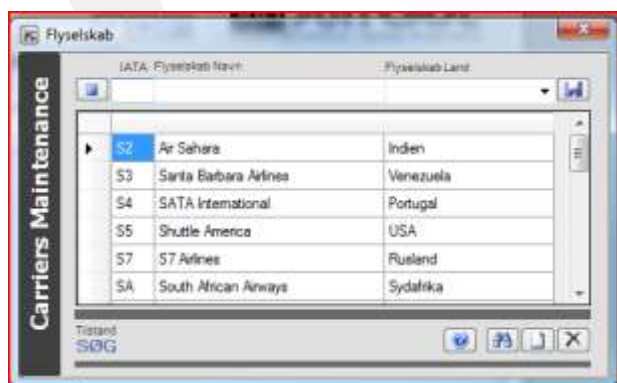 Flyselskab
IATA Flyselskab Navn Flyselskab Land
Carriers Maintenance
S2 Air Sahara Indien
S3 Santa Barbara Airlines Venezuela
S4 SATA International Portugal
S5 Shuttle America USA
S7 S7 Airlines Rusland
SA South African Airways Sydafrika
Tilstand
SØG